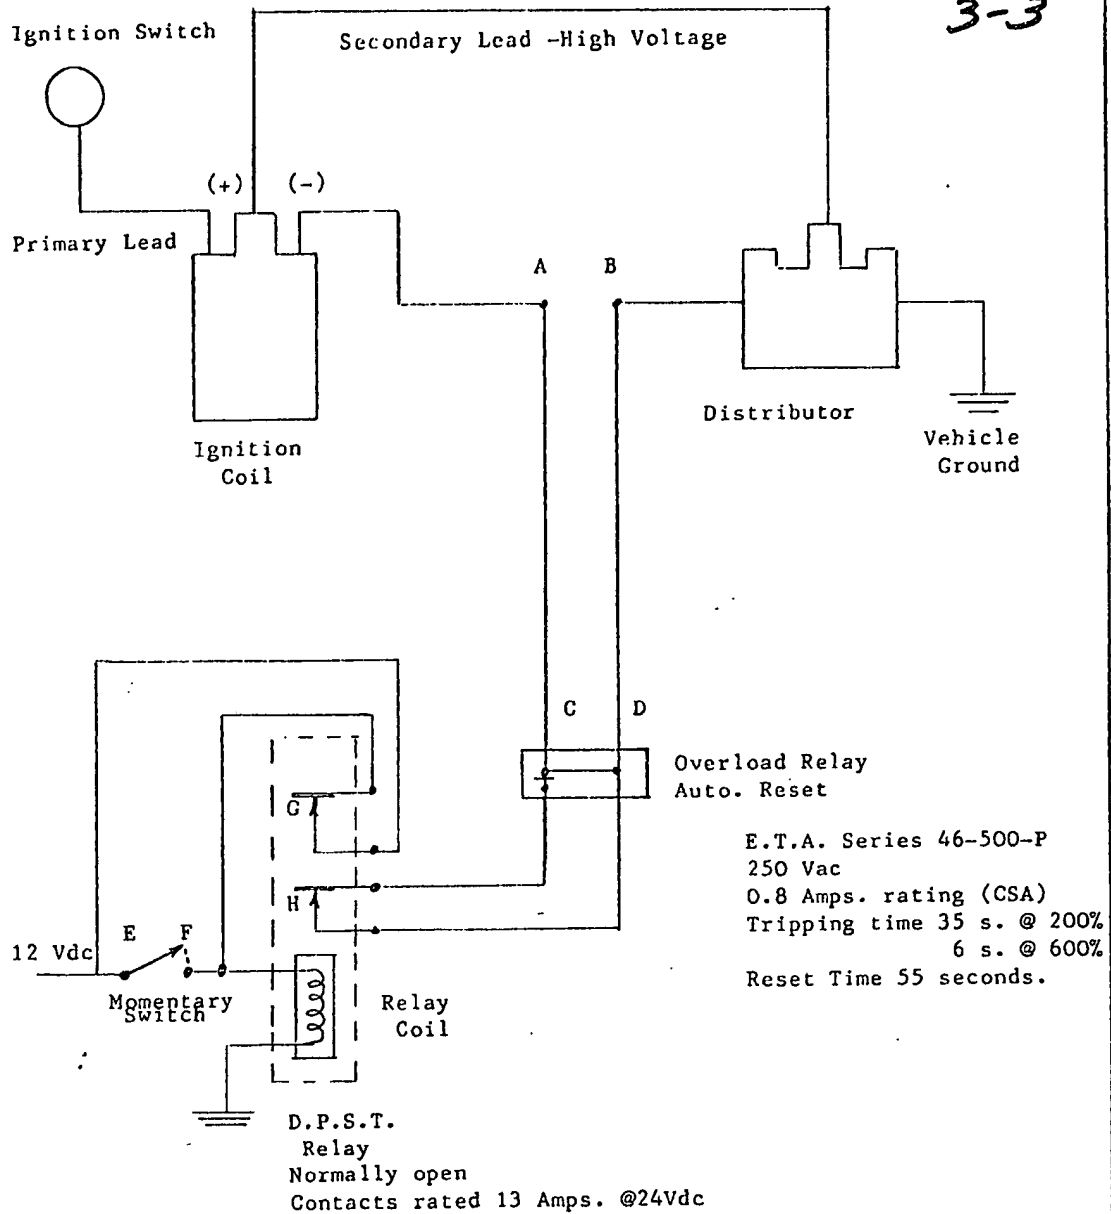 3-3
Ignition Switch
Secondary Lead -High Voltage
(+) (-)
Primary Lead
A B
Ignition
Coil
Distributor
Vehicle
Ground
C D
Overload Relay
Auto. Reset
G
E.T.A. Series 46-500-P
250 Vac
0.8 Amps. rating (CSA)
Tripping time 35 s. @ 200%
6 s. @ 600%
Reset Time 55 seconds.
H
12 Vdc E F
Momentary
Switch
Relay
Coil
D.P.S.T.
Relay
Normally open
Contacts rated 13 Amps. @24Vdc